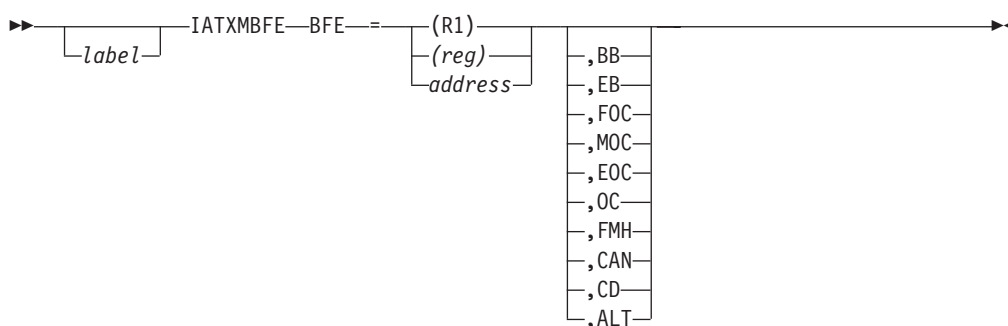 IATXMBFE BFE = (R1)
label (reg) ,BB
address ,EB
,FOC
,MOC
,EOC
,OC
,FMH
,CAN
,CD
,ALT